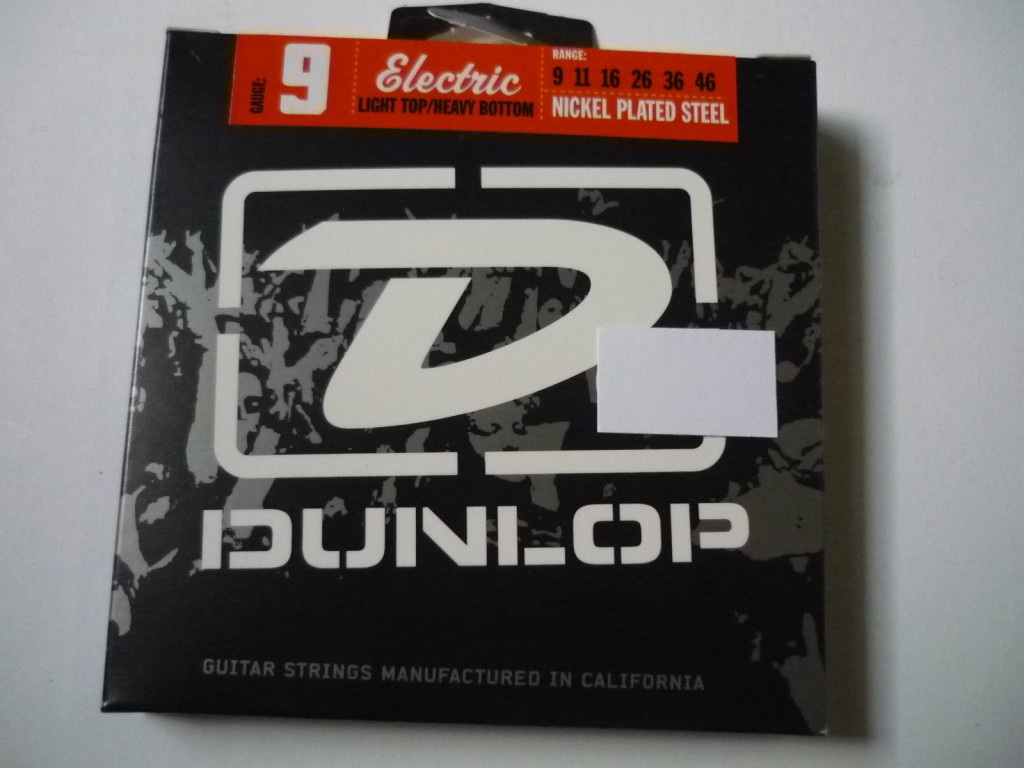 GAUGE: 9
Electric
LIGHT TOP/HEAVY BOTTOM
RANGE:
9 11 16 26 36 46
NICKEL PLATED STEEL
D
DUNLOP
GUITAR STRINGS MANUFACTURED IN CALIFORNIA